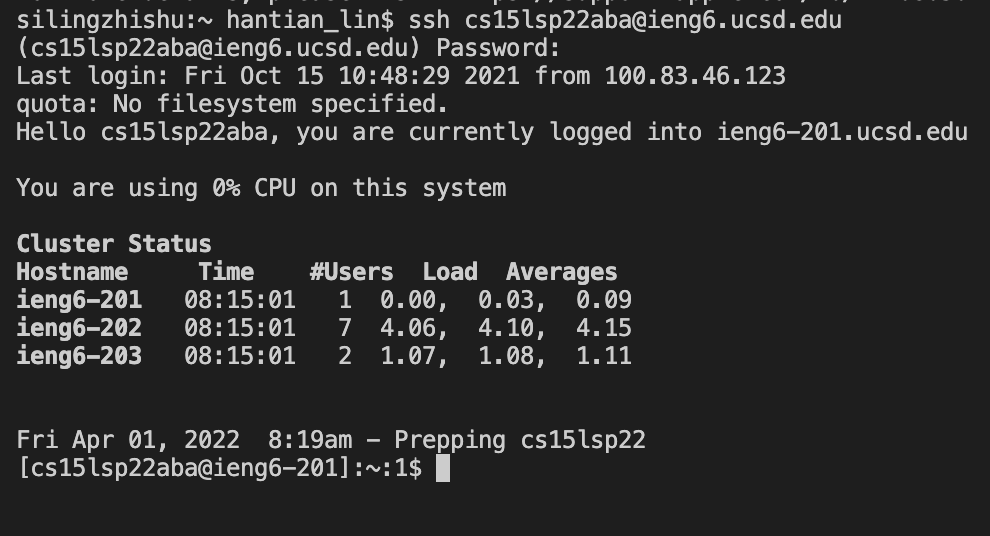 silingzhishu:~ hantian_lin$ ssh cs15lsp22aba@ieng6.ucsd.edu
(cs15lsp22aba@ieng6.ucsd.edu) Password:
Last login: Fri Oct 15 10:48:29 2021 from 100.83.46.123
quota: No filesystem specified.
Hello cs15lsp22aba, you are currently logged into ieng6-201.ucsd.edu
You are using 0% CPU on this system
Cluster Status
Hostname     Time    #Users  Load  Averages
ieng6-201   08:15:01   1  0.00,  0.03,  0.09
ieng6-202   08:15:01   7  4.06,  4.10,  4.15
ieng6-203   08:15:01   2  1.07,  1.08,  1.11
Fri Apr 01, 2022  8:19am - Prepping cs15lsp22
[cs15lsp22aba@ieng6-201]:~:1$